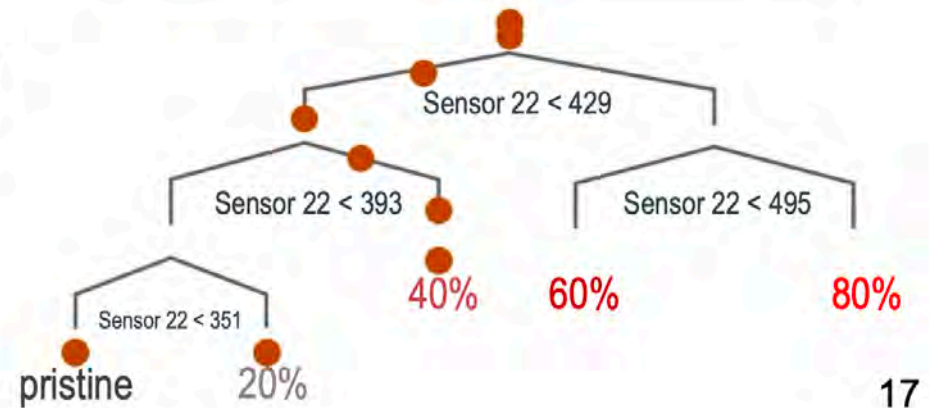 Sensor 22 < 429
Sensor 22 < 393
Sensor 22 < 495
40%
60%
80%
Sensor 22 < 351
pristine
20%
17